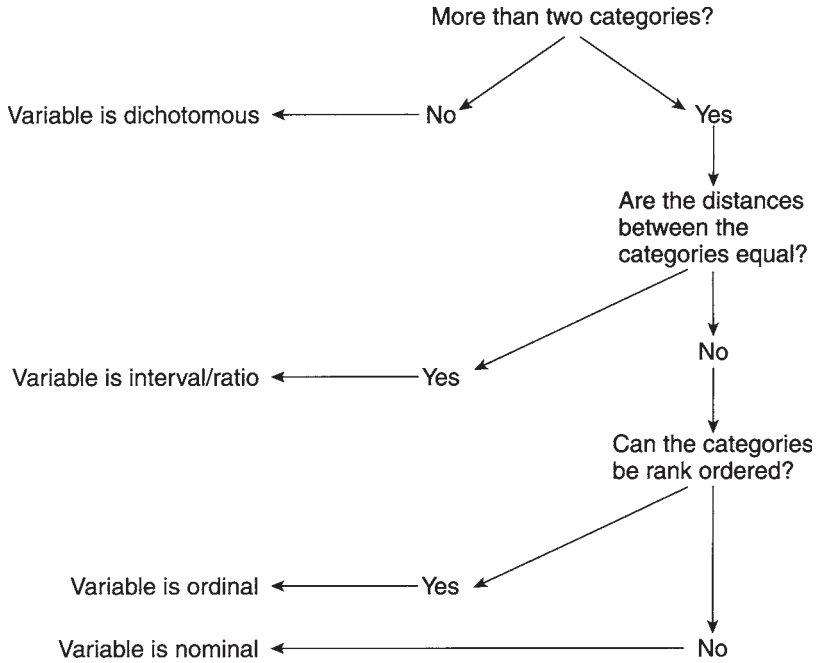 More than two categories?
Variable is dichotomous
No
Yes
Are the distances
between the
categories equal?
No
Variable is interval/ratio
Yes
Can the categories
be rank ordered?
Variable is ordinal
Yes
Variable is nominal
No